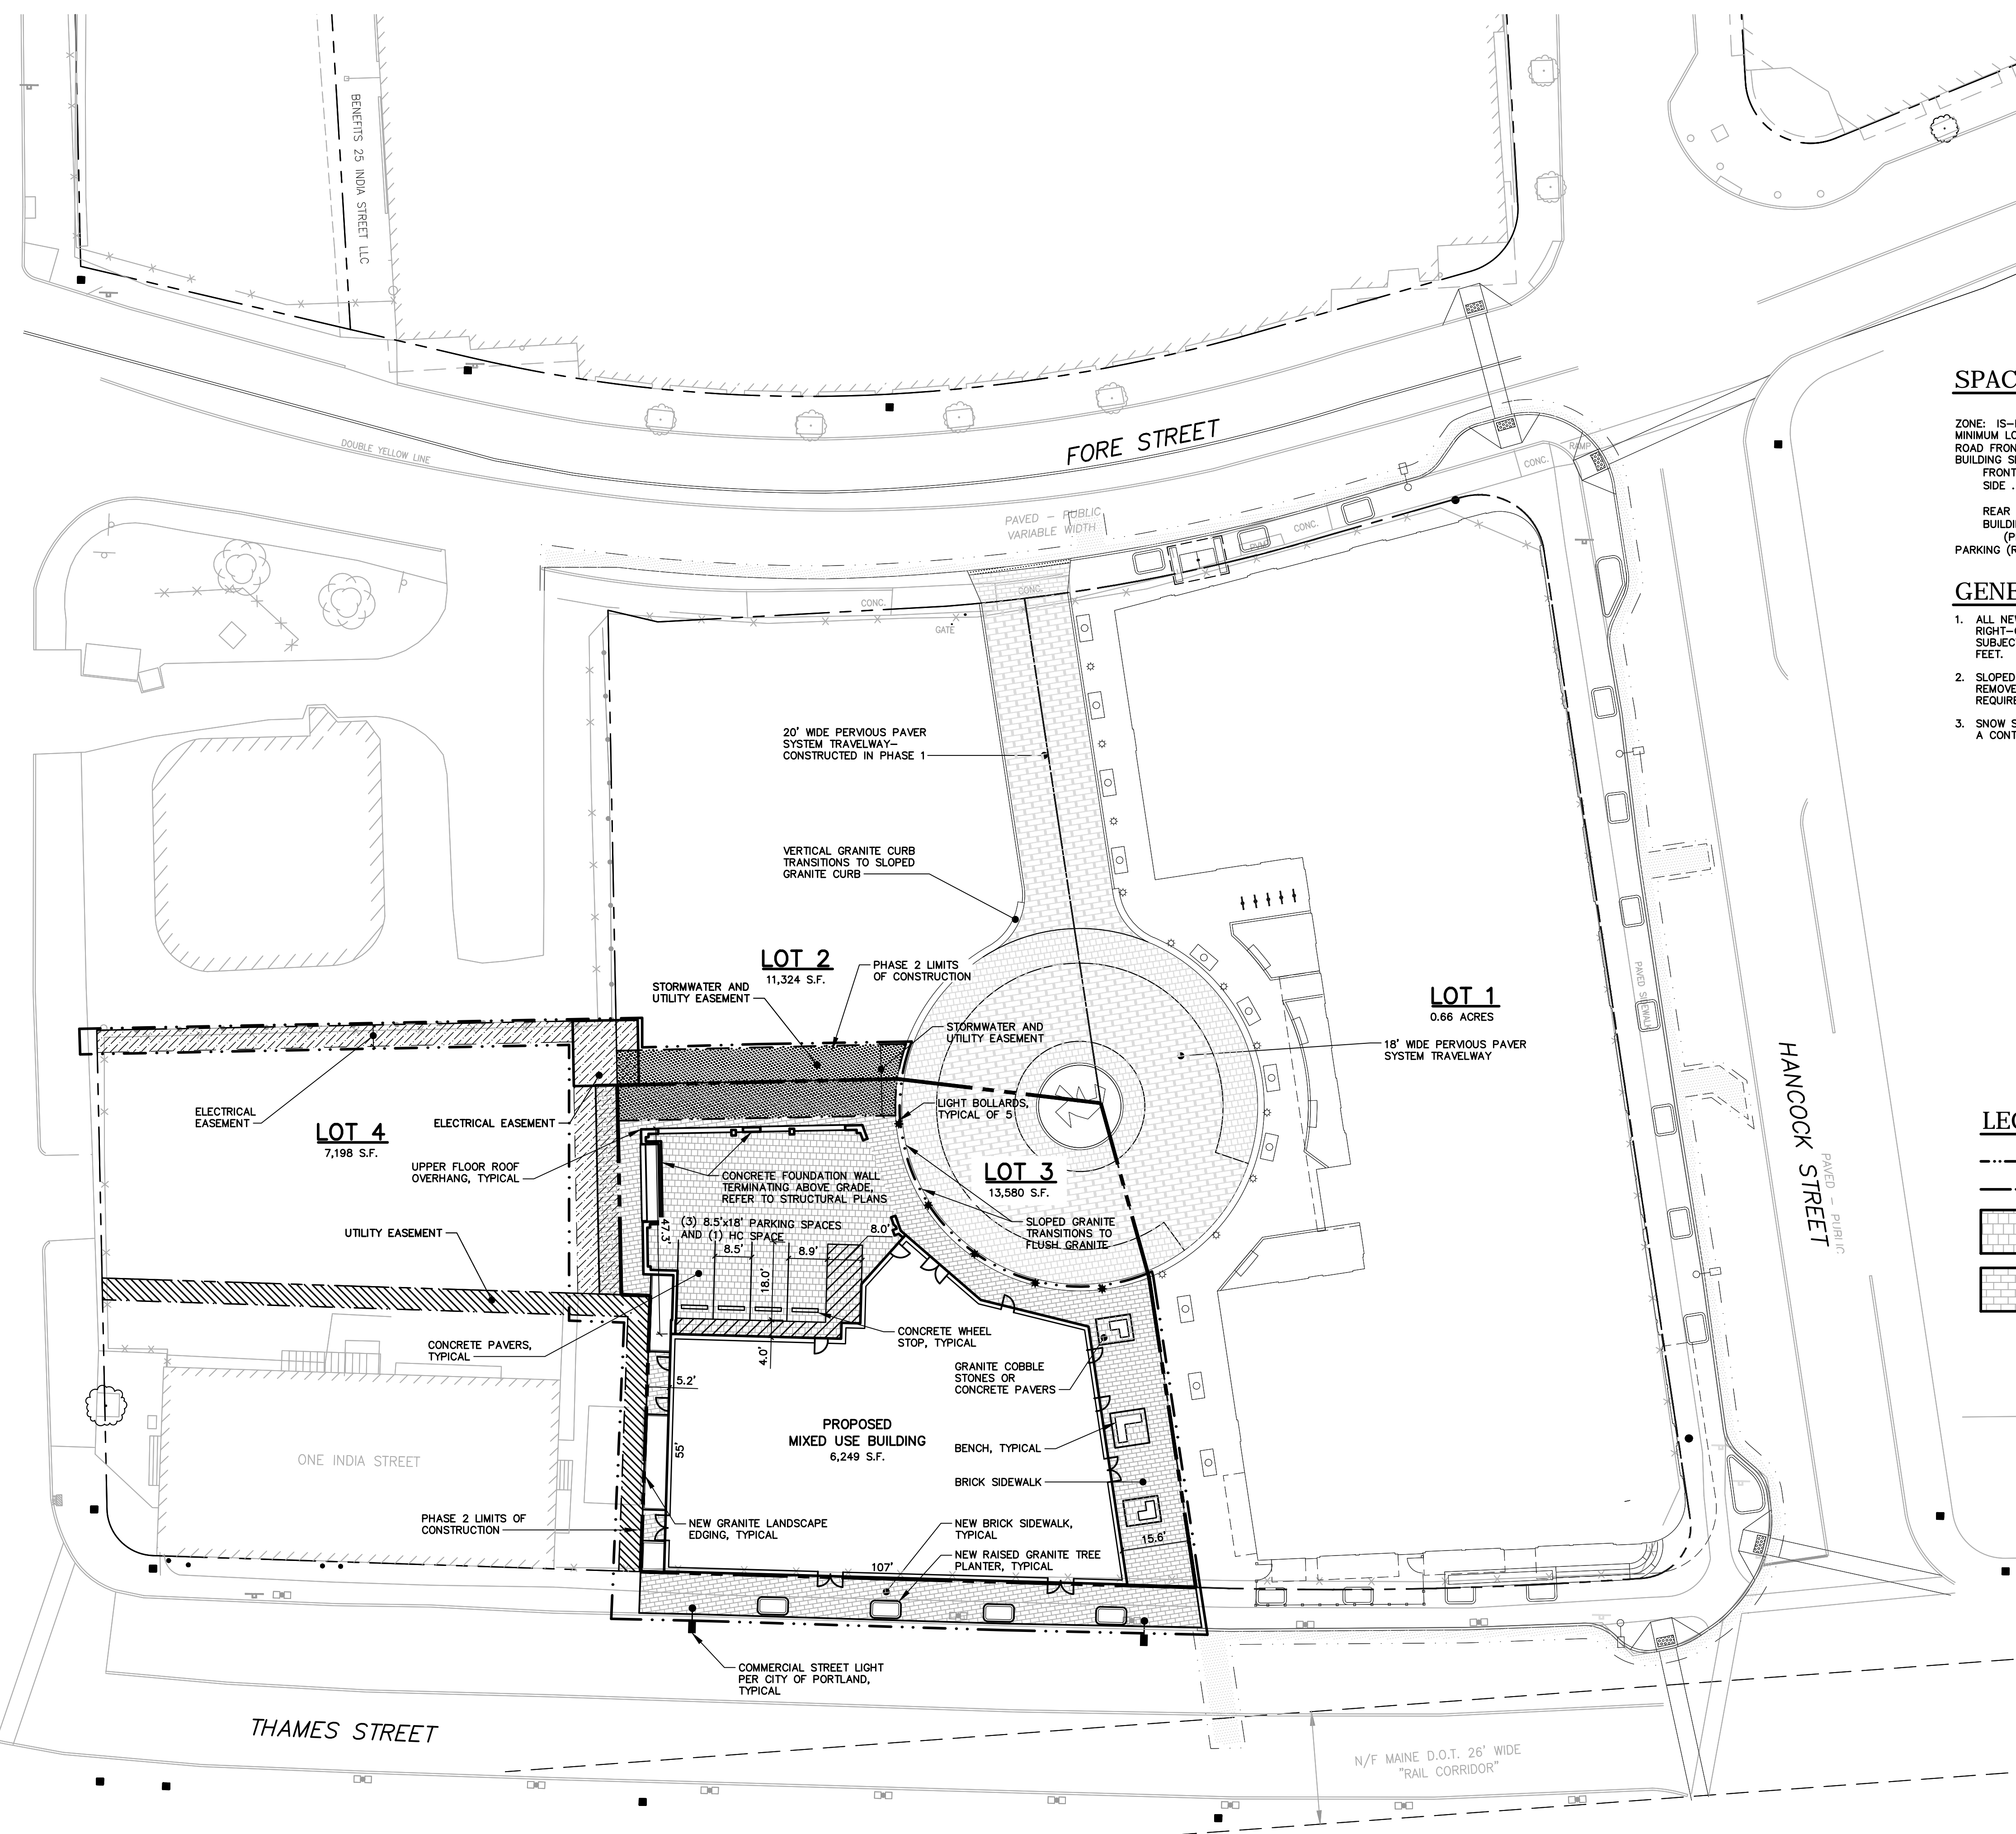 BENEFITS 25 INDIA STREET LLC
DOUBLE YELLOW LINE
FORE STREET
PAVED - PUBLIC
VARIABLE WIDTH
CONC.
CONC.
GATE
CONC.
CONC.
RAMP
20' WIDE PERVIOUS PAVER
SYSTEM TRAVELWAY-
CONSTRUCTED IN PHASE 1
VERTICAL GRANITE CURB
TRANSITIONS TO SLOPED
GRANITE CURB
LOT 2
11,324 S.F.
PHASE 2 LIMITS
OF CONSTRUCTION
STORMWATER AND
UTILITY EASEMENT
STORMWATER AND
UTILITY EASEMENT
LOT 1
0.66 ACRES
18' WIDE PERVIOUS PAVER
SYSTEM TRAVELWAY
PAVED SIDEWALK
HANCOCK STREET
PAVED - PUBLIC
ELECTRICAL
EASEMENT
LOT 4
7,198 S.F.
ELECTRICAL EASEMENT
LIGHT BOLLARDS,
TYPICAL OF 5
UPPER FLOOR ROOF
OVERHANG, TYPICAL
CONCRETE FOUNDATION WALL
TERMINATING ABOVE GRADE,
REFER TO STRUCTURAL PLANS
LOT 3
13,580 S.F.
UTILITY EASEMENT
47.3'
(3) 8.5'x18' PARKING SPACES
AND (1) HC SPACE
8.0'
8.5'
8.9'
18.0'
SLOPED GRANITE
TRANSITIONS TO
FLUSH GRANITE
CONCRETE PAVERS,
TYPICAL
4.0'
CONCRETE WHEEL
STOP, TYPICAL
5.2'
GRANITE COBBLE
STONES OR
CONCRETE PAVERS
PROPOSED
MIXED USE BUILDING
6,249 S.F.
55'
BENCH, TYPICAL
BRICK SIDEWALK
ONE INDIA STREET
PHASE 2 LIMITS OF
CONSTRUCTION
NEW GRANITE LANDSCAPE
EDGING, TYPICAL
NEW BRICK SIDEWALK,
TYPICAL
NEW RAISED GRANITE TREE
PLANTER, TYPICAL
107'
15.6'
COMMERCIAL STREET LIGHT
PER CITY OF PORTLAND,
TYPICAL
THAMES STREET
N/F MAINE D.O.T. 26' WIDE
"RAIL CORRIDOR"
SPAC
ZONE: IS-
MINIMUM LO
ROAD FRON
BUILDING S
FRONT
SIDE .
REAR
BUILDI
(P
PARKING (R
GENE
1. ALL NEW
RIGHT-
SUBJEC
FEET.
2. SLOPED
REMOVE
REQUIRE
3. SNOW S
A CONT
LEG